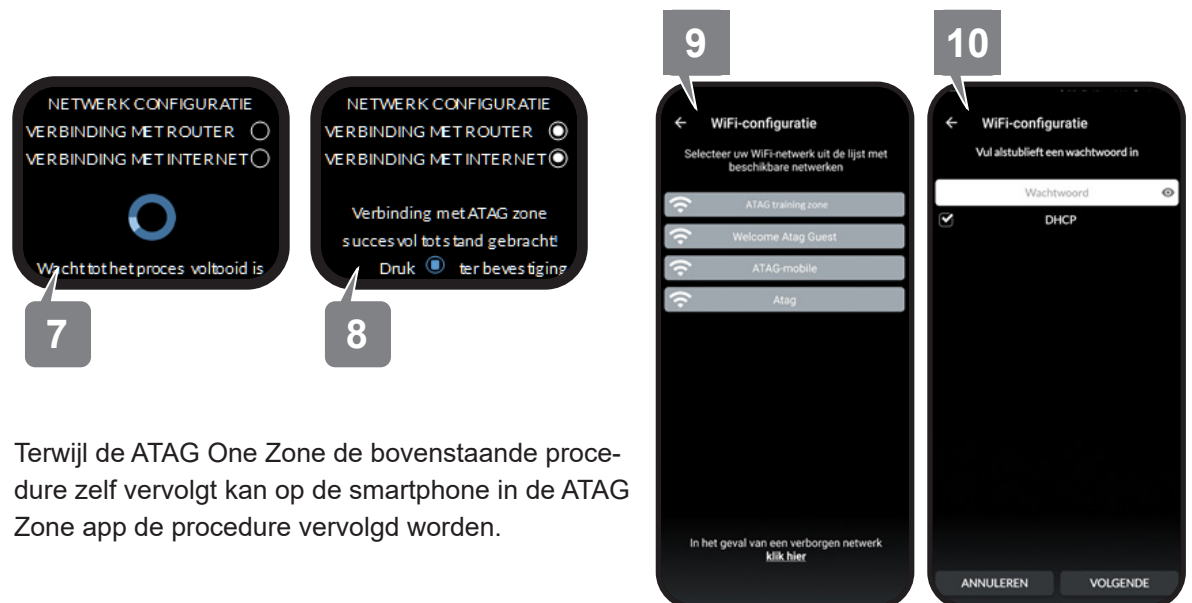 NETWERK CONFIGURATIE
VERBINDING MET ROUTER
VERBINDING MET INTERNET
Wacht tot het proces voltooid is
7
NETWERK CONFIGURATIE
VERBINDING MET ROUTER
VERBINDING MET INTERNET
Verbinding met ATAG zone
succesvol tot stand gebracht!
Druk ter bevestiging
8
Terwijl de ATAG One Zone de bovenstaande proce-
dure zelf vervolgt kan op de smartphone in de ATAG
Zone app de procedure vervolgd worden.
9
WiFi-configuratie
Selecteer uw WiFi-netwerk uit de lijst met
beschikbare netwerken
ATAG training zone
Welcome Atag Guest
ATAG-mobile
Atag
In het geval van een verborgen netwerk
klik hier
10
WiFi-configuratie
Vul alstublieft een wachtwoord in
Wachtwoord
DHCP
ANNULEREN VOLGENDE